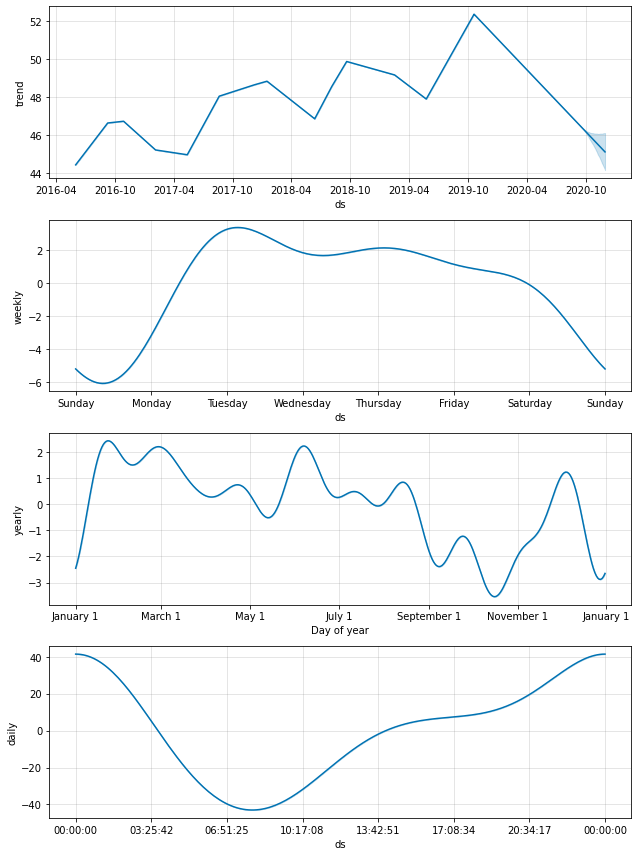 52
50
48
46
44
trend
2016-04 2016-10 2017-04 2017-10 2018-04 2018-10 2019-04 2019-10 2020-04 2020-10
ds
2
0
−2
−4
−6
weekly
Sunday Monday Tuesday Wednesday Thursday Friday Saturday Sunday
ds
2
1
0
−1
−2
−3
yearly
January 1 March 1 May 1 July 1 September 1 November 1 January 1
Day of year
40
20
0
−20
−40
daily
00:00:00 03:25:42 06:51:25 10:17:08 13:42:51 17:08:34 20:34:17 00:00:00
ds